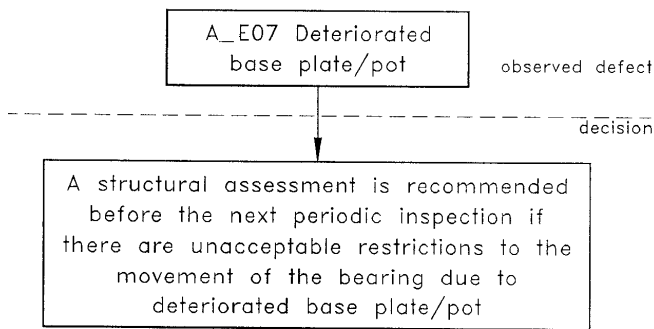 A_E07 Deteriorated
base plate/pot
observed defect
decision
A structural assessment is recommended
before the next periodic inspection if
there are unacceptable restrictions to the
movement of the bearing due to
deteriorated base plate/pot